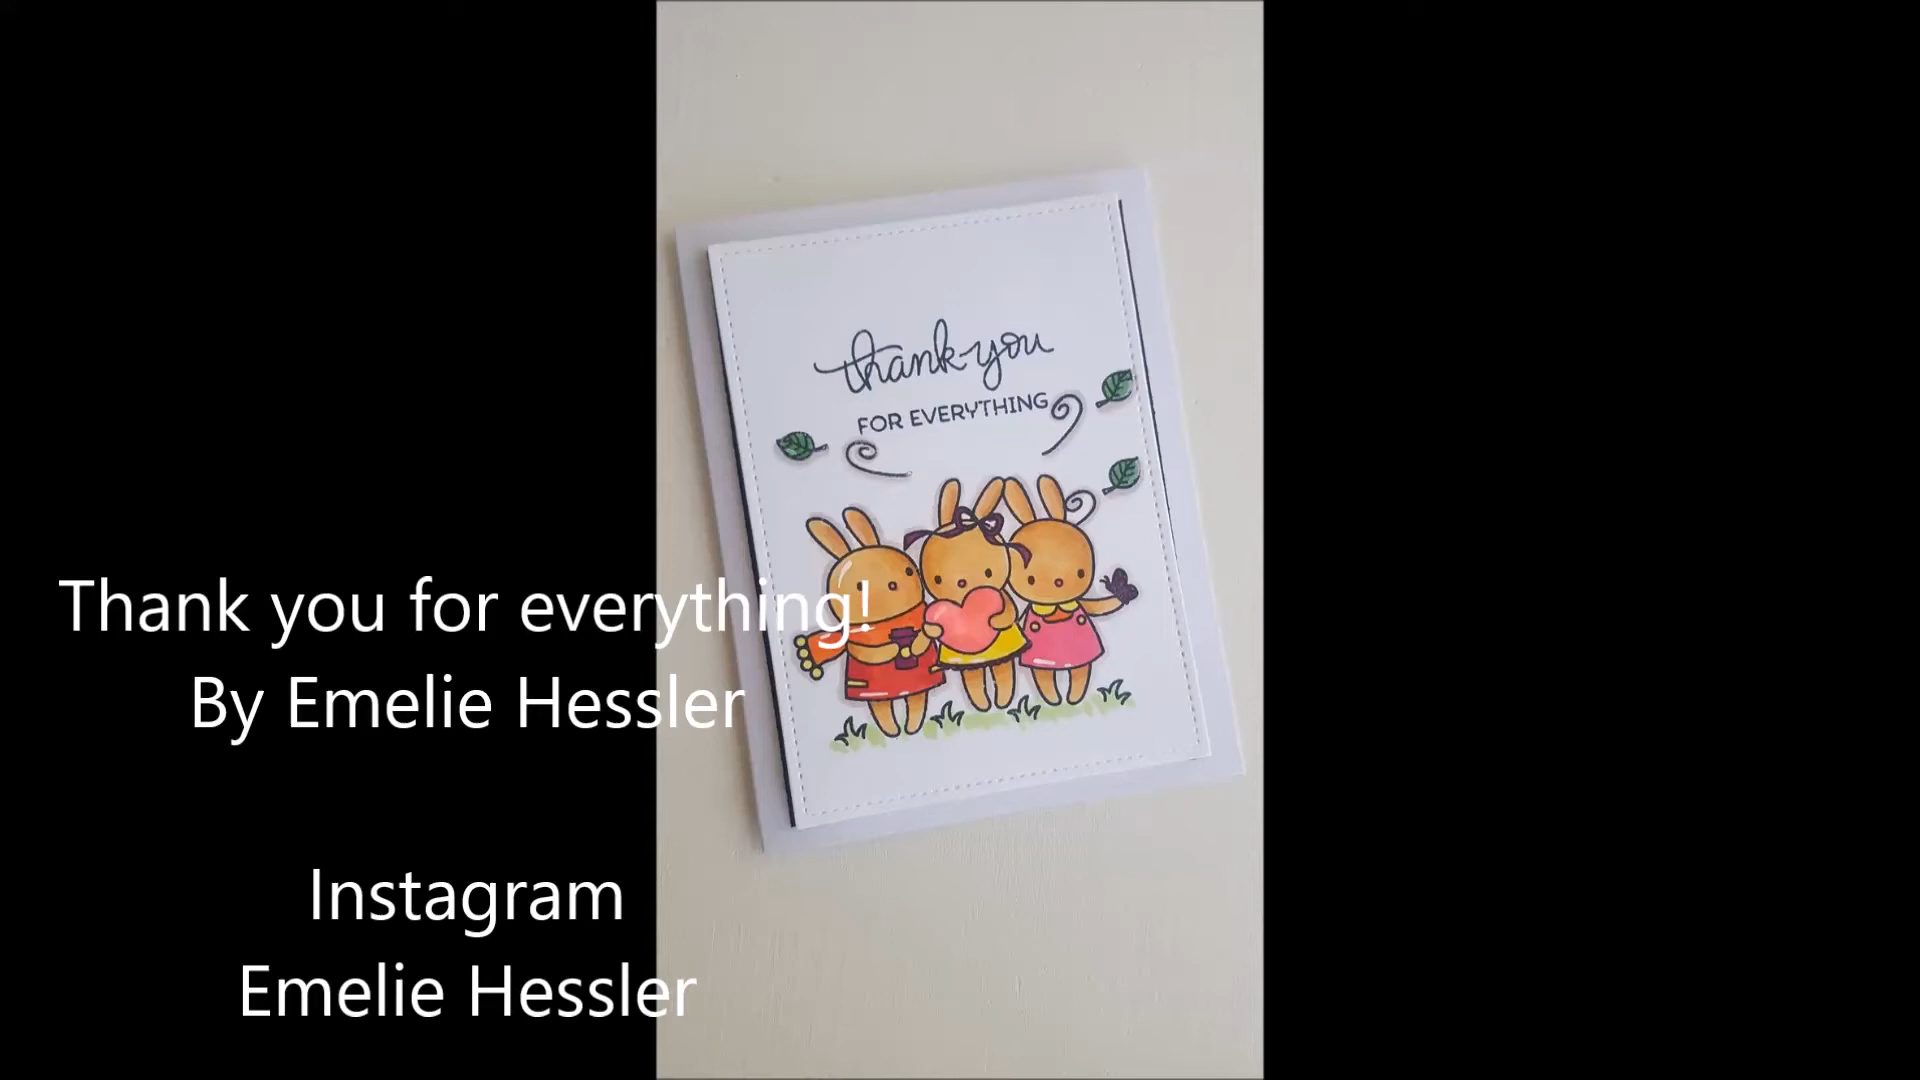 thank you
FOR EVERYTHING
Thank you for everything!
By Emelie Hessler
Instagram
Emelie Hessler